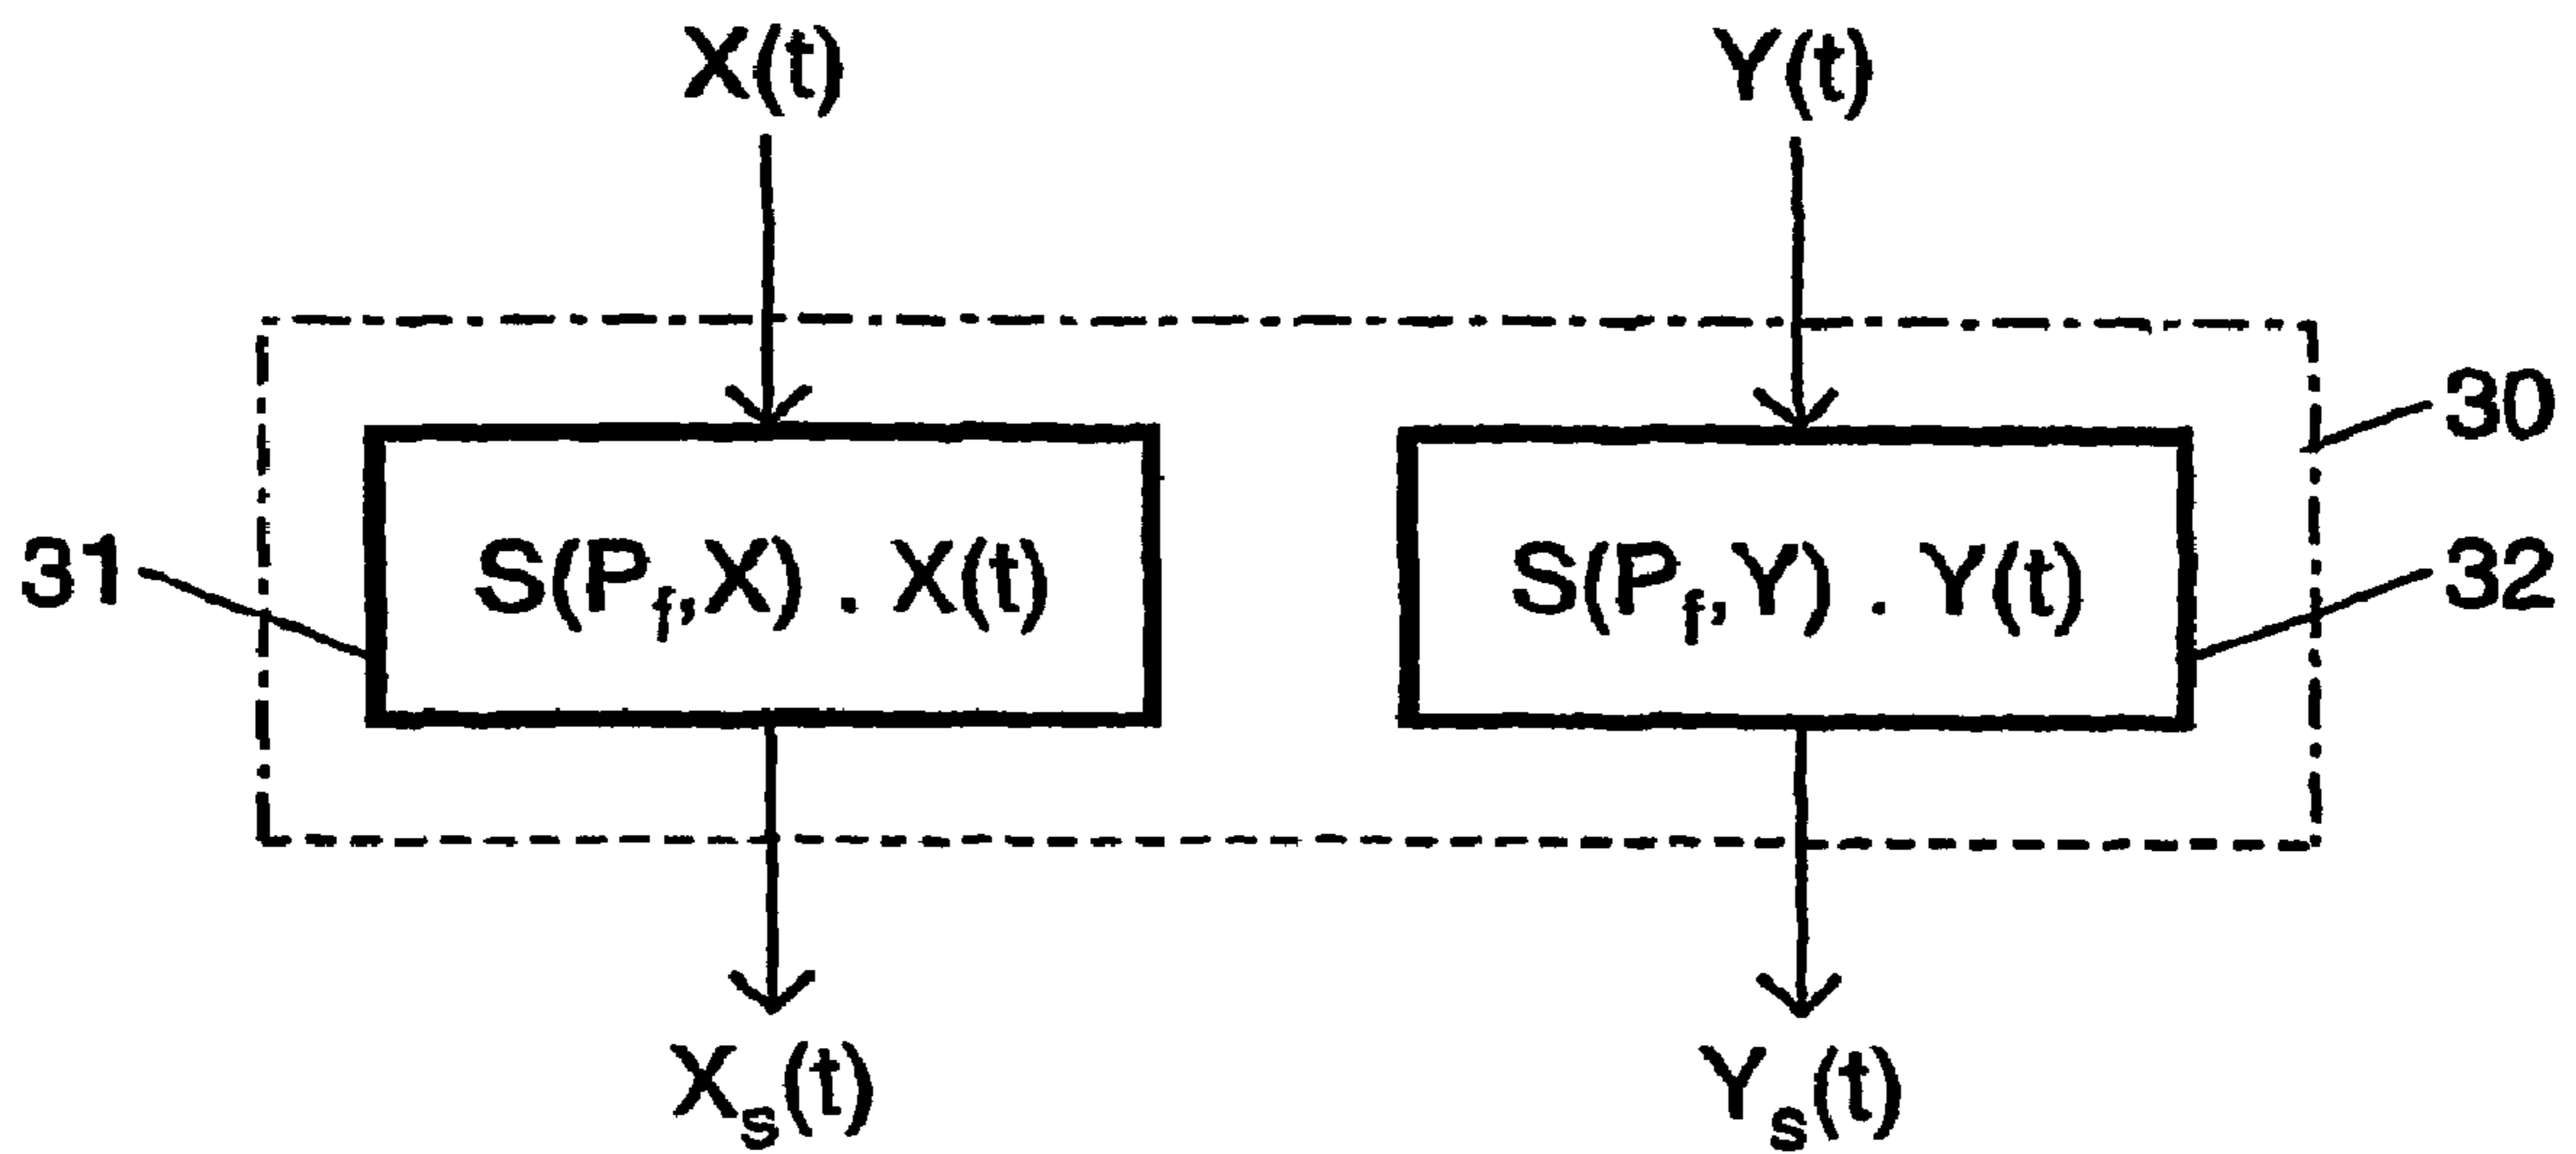 X(t)
Y(t)
30
31
S(P_f,X) . X(t)
S(P_f,Y) . Y(t)
32
X_s(t)
Y_s(t)